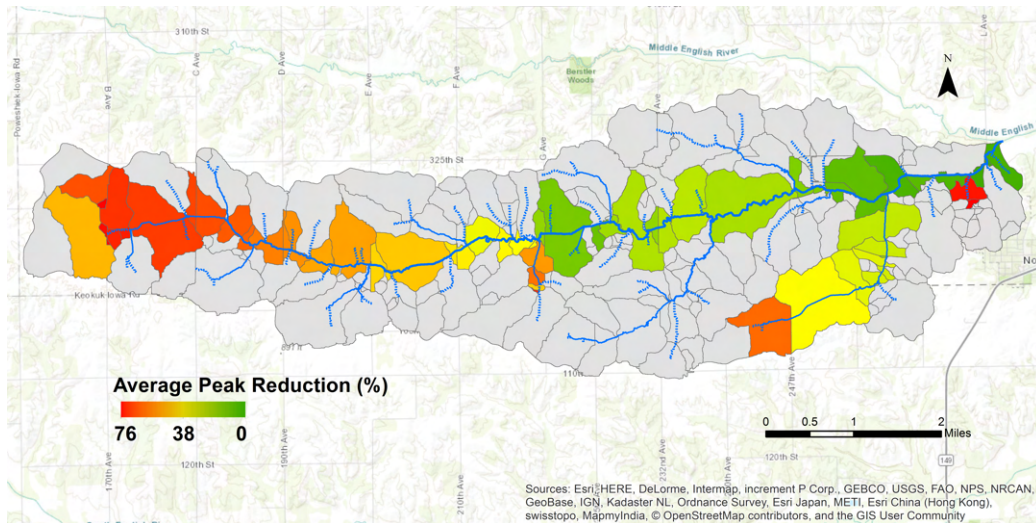 310th St
Middle English River
Poweshiek Iowa Rd
B Ave
C Ave
D Ave
E Ave
F Ave
G Ave
L Ave
N
Middle English
325th St
Keokuk Iowa Rd
No
110th
247th Ave
Average Peak Reduction (%)
76 38 0
0 0.5 1 2
Miles
120th St
120th St
170th Ave
190th Ave
210th Ave
232nd Ave
149
Sources: Esri, HERE, DeLorme, Intermap, increment P Corp., GEBCO, USGS, FAO, NPS, NRCAN,
GeoBase, IGN, Kadaster NL, Ordnance Survey, Esri Japan, METI, Esri China (Hong Kong),
swisstopo, MapmyIndia, © OpenStreetMap contributors, and the GIS User Community